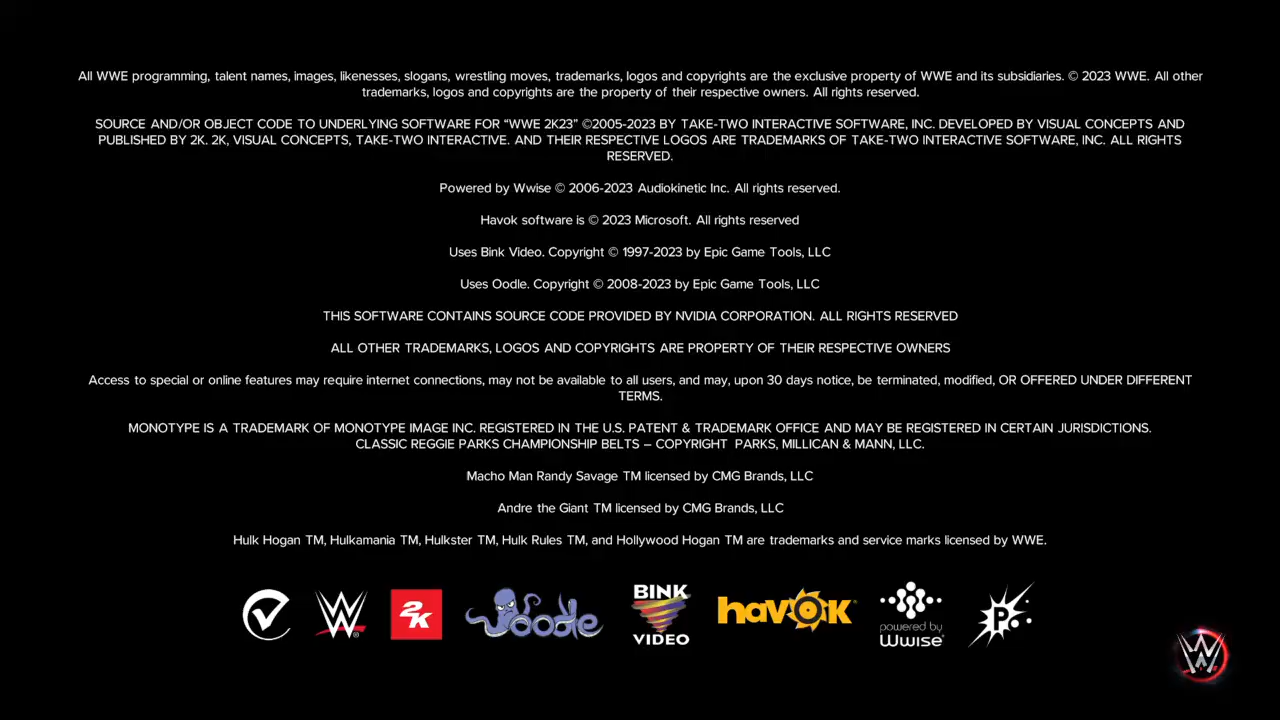 All WWE programming, talent names, images, likenesses, slogans, wrestling moves, trademarks, logos and copyrights are the exclusive property of WWE and its subsidiaries. © 2023 WWE. All other
trademarks, logos and copyrights are the property of their respective owners. All rights reserved.
SOURCE AND/OR OBJECT CODE TO UNDERLYING SOFTWARE FOR “WWE 2K23” ©2005-2023 BY TAKE-TWO INTERACTIVE SOFTWARE, INC. DEVELOPED BY VISUAL CONCEPTS AND
PUBLISHED BY 2K. 2K, VISUAL CONCEPTS, TAKE-TWO INTERACTIVE. AND THEIR RESPECTIVE LOGOS ARE TRADEMARKS OF TAKE-TWO INTERACTIVE SOFTWARE, INC. ALL RIGHTS
RESERVED.
Powered by Wwise © 2006-2023 Audiokinetic Inc. All rights reserved.
Havok software is © 2023 Microsoft. All rights reserved
Uses Bink Video. Copyright © 1997-2023 by Epic Game Tools, LLC
Uses Oodle. Copyright © 2008-2023 by Epic Game Tools, LLC
THIS SOFTWARE CONTAINS SOURCE CODE PROVIDED BY NVIDIA CORPORATION. ALL RIGHTS RESERVED
ALL OTHER TRADEMARKS, LOGOS AND COPYRIGHTS ARE PROPERTY OF THEIR RESPECTIVE OWNERS
Access to special or online features may require internet connections, may not be available to all users, and may, upon 30 days notice, be terminated, modified, OR OFFERED UNDER DIFFERENT
TERMS.
MONOTYPE IS A TRADEMARK OF MONOTYPE IMAGE INC. REGISTERED IN THE U.S. PATENT & TRADEMARK OFFICE AND MAY BE REGISTERED IN CERTAIN JURISDICTIONS.
CLASSIC REGGIE PARKS CHAMPIONSHIP BELTS – COPYRIGHT PARKS, MILLICAN & MANN, LLC.
Macho Man Randy Savage TM licensed by CMG Brands, LLC
Andre the Giant TM licensed by CMG Brands, LLC
Hulk Hogan TM, Hulkamania TM, Hulkster TM, Hulk Rules TM, and Hollywood Hogan TM are trademarks and service marks licensed by WWE.
W ®
2K
oodle
BINK
VIDEO
havok ®
powered by
Wwise
P
W